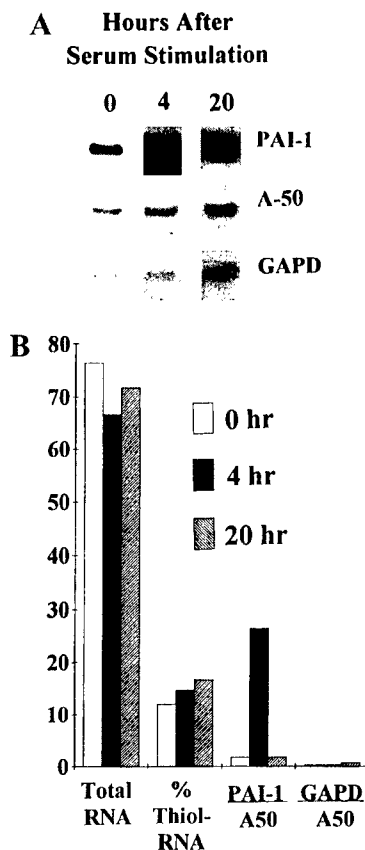 A Hours After
Serum Stimulation
0 4 20
PAI-1
A-50
GAPD
B
80
70
60
50
40
30
20
10
0
0 hr
4 hr
20 hr
Total RNA
% Thiol-RNA
PAI-1
A50
GAPD
A50